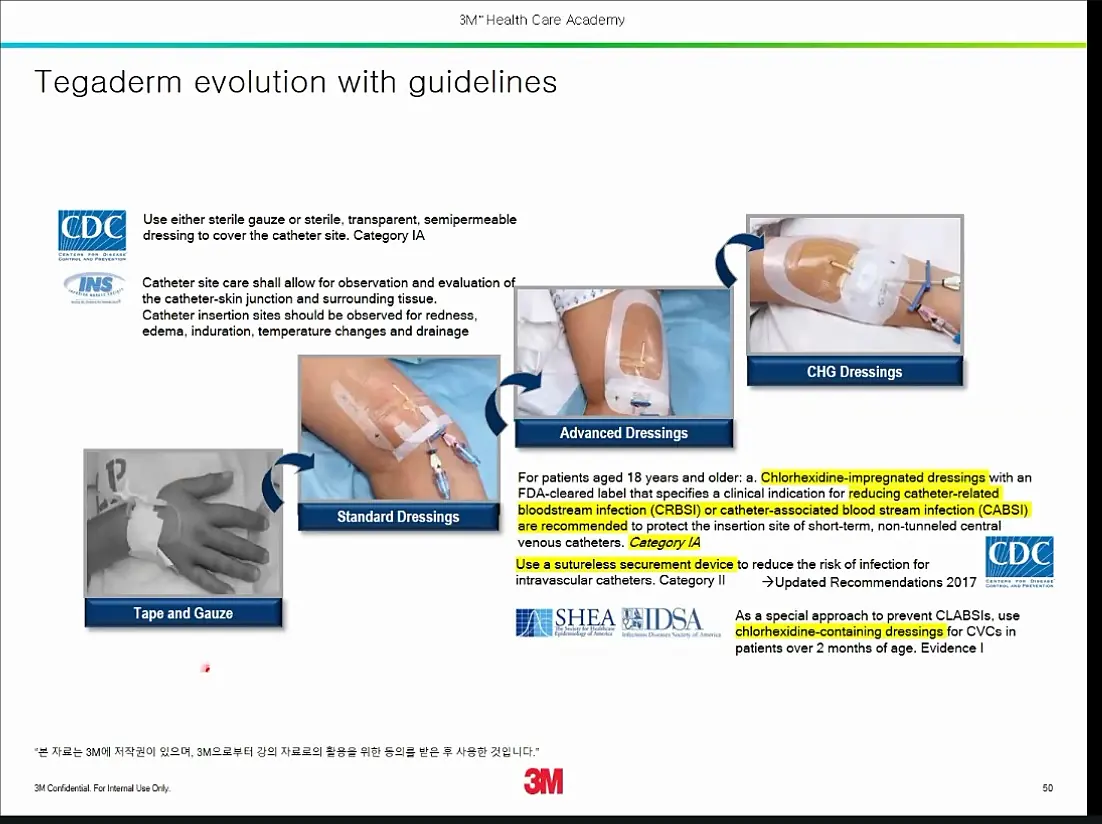 3M™ Health Care Academy
Tegaderm evolution with guidelines
CDC
CENTERS FOR DISEASE
CONTROL AND PREVENTION
Use either sterile gauze or sterile, transparent, semipermeable
dressing to cover the catheter site. Category IA
INS
Catheter site care shall allow for observation and evaluation of
the catheter-skin junction and surrounding tissue.
Catheter insertion sites should be observed for redness,
edema, induration, temperature changes and drainage
CHG Dressings
Advanced Dressings
Standard Dressings
Tape and Gauze
For patients aged 18 years and older: a. Chlorhexidine-impregnated dressings with an
FDA-cleared label that specifies a clinical indication for reducing catheter-related
bloodstream infection (CRBSI) or catheter-associated blood stream infection (CABSI)
are recommended to protect the insertion site of short-term, non-tunneled central
venous catheters. Category IA
Use a sutureless securement device to reduce the risk of infection for
intravascular catheters. Category II
→Updated Recommendations 2017
CDC
CENTERS FOR DISEASE
CONTROL AND PREVENTION
SHEA
The Society for Healthcare
Epidemiology of America
IDSA
Infectious Diseases Society of America
As a special approach to prevent CLABSIs, use
chlorhexidine-containing dressings for CVCs in
patients over 2 months of age. Evidence I
"본 자료는 3M에 저작권이 있으며, 3M으로부터 강의 자료로의 활용을 위한 동의를 받은 후 사용한 것입니다."
3M Confidential. For Internal Use Only.
3M
50